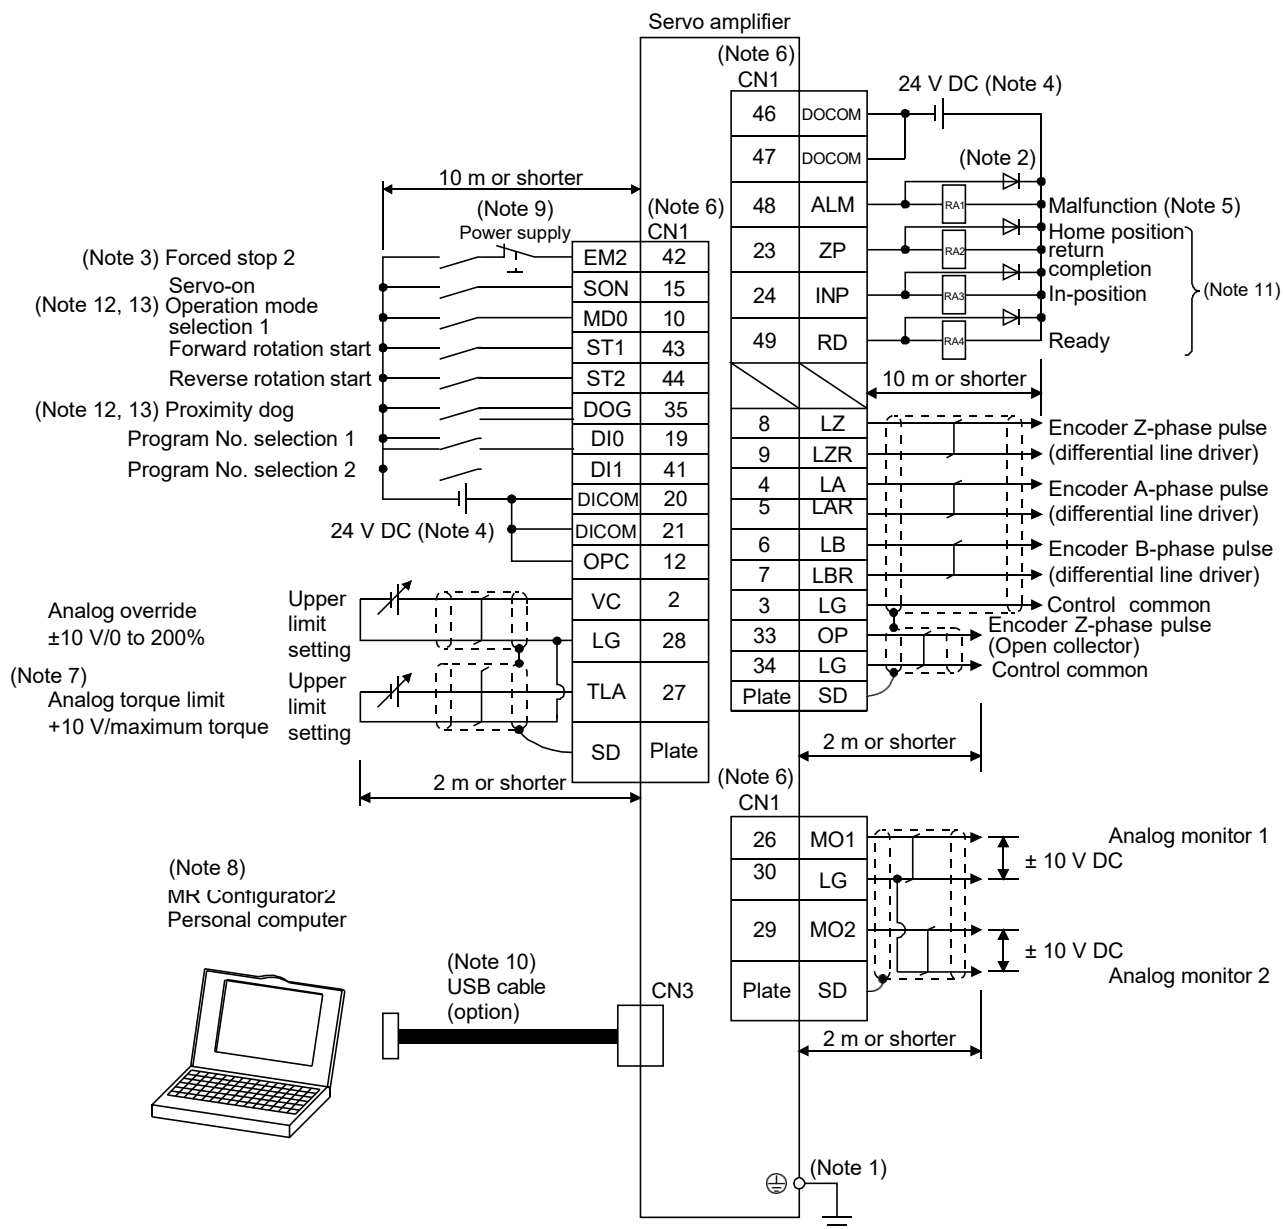 Servo amplifier
(Note 6)
CN1
24 V DC (Note 4)
46 DOCOM
47 DOCOM
(Note 2)
48 ALM RA1 Malfunction (Note 5)
23 ZP RA2 Home position
return
completion
24 INP RA3 In-position
(Note 11)
49 RD RA4 Ready
10 m or shorter
8 LZ Encoder Z-phase pulse
9 LZR (differential line driver)
4 LA Encoder A-phase pulse
5 LAR (differential line driver)
6 LB Encoder B-phase pulse
7 LBR (differential line driver)
3 LG Control common
33 OP Encoder Z-phase pulse
(Open collector)
34 LG Control common
Plate SD
2 m or shorter
10 m or shorter
(Note 9)
Power supply
(Note 6)
CN1
(Note 3) Forced stop 2 EM2 42
Servo-on SON 15
(Note 12, 13) Operation mode
selection 1 MD0 10
Forward rotation start ST1 43
Reverse rotation start ST2 44
(Note 12, 13) Proximity dog DOG 35
Program No. selection 1 DI0 19
Program No. selection 2 DI1 41
DICOM 20
24 V DC (Note 4) DICOM 21
OPC 12
Analog override
±10 V/0 to 200%
Upper
limit
setting
VC 2
LG 28
(Note 7)
Analog torque limit
+10 V/maximum torque
Upper
limit
setting
TLA 27
SD Plate
2 m or shorter
(Note 6)
CN1
26 MO1 Analog monitor 1
± 10 V DC
30 LG
29 MO2
± 10 V DC
Analog monitor 2
Plate SD
2 m or shorter
(Note 8)
MR Configurator2
Personal computer
(Note 10)
USB cable
(option)
CN3
(Note 1)